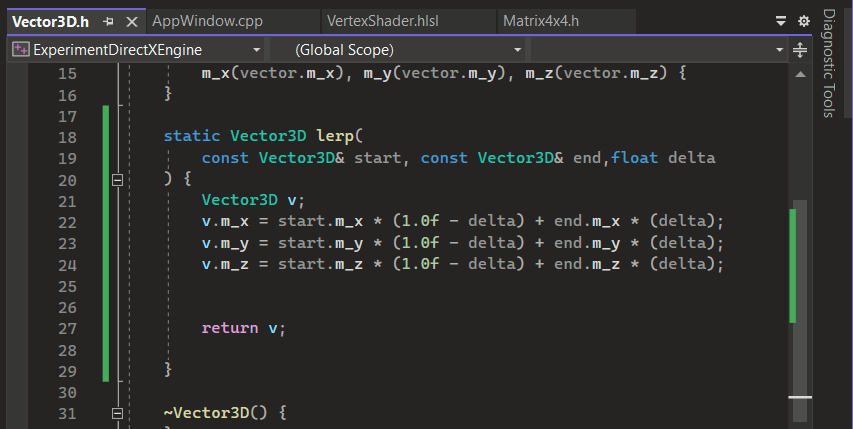 Vector3D.h AppWindow.cpp VertexShader.hlsl Matrix4x4.h
ExperimentDirectXEngine (Global Scope)
Diagnostic Tools
15 m_x(vector.m_x), m_y(vector.m_y), m_z(vector.m_z) {
16 }
17
18 static Vector3D lerp(
19 const Vector3D& start, const Vector3D& end,float delta
20 ) {
21 Vector3D v;
22 v.m_x = start.m_x * (1.0f - delta) + end.m_x * (delta);
23 v.m_y = start.m_y * (1.0f - delta) + end.m_y * (delta);
24 v.m_z = start.m_z * (1.0f - delta) + end.m_z * (delta);
25
26
27 return v;
28
29 }
30
31 ~Vector3D() {